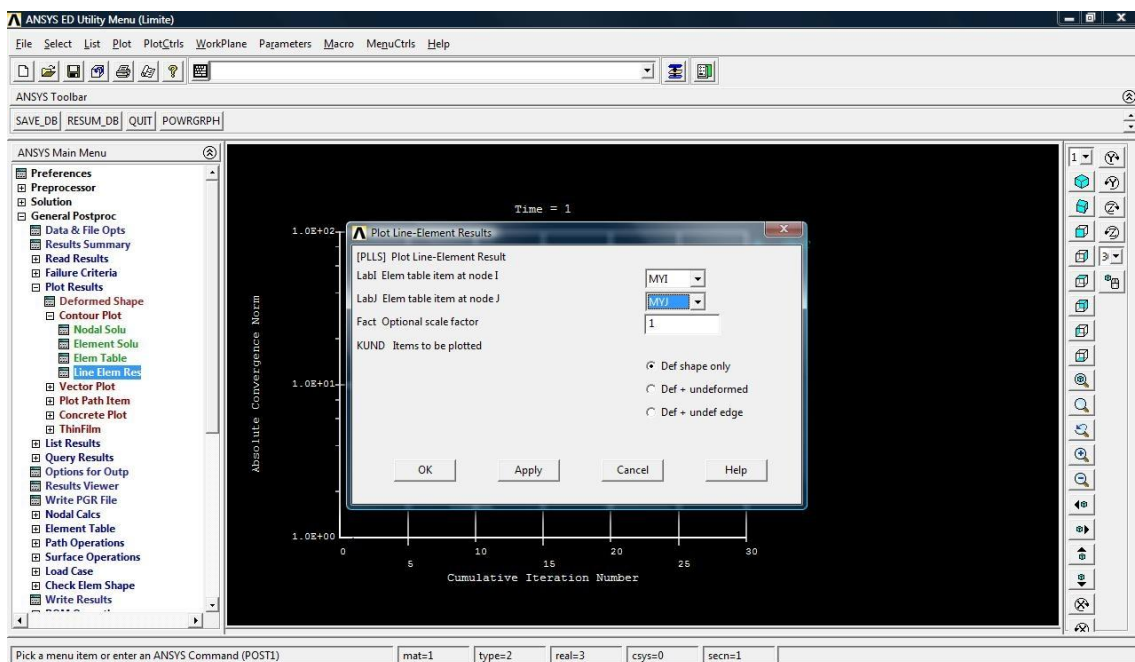 ANSYS ED Utility Menu (Limite)
File Select List Plot PlotCtrls WorkPlane Parameters Macro MenuCtrls Help
ANSYS Toolbar
SAVE_DB RESUM_DB QUIT POWRGRPH
ANSYS Main Menu
Preferences
Preprocessor
Solution
General Postproc
Data & File Opts
Results Summary
Read Results
Failure Criteria
Plot Results
Deformed Shape
Contour Plot
Nodal Solu
Element Solu
Elem Table
Line Elem Res
Vector Plot
Plot Path Item
Concrete Plot
ThinFilm
List Results
Query Results
Options for Outp
Results Viewer
Write PGR File
Nodal Calcs
Element Table
Path Operations
Surface Operations
Load Case
Check Elem Shape
Write Results
Time = 1
1.0E+02
1.0E+01
1.0E+00
Absolute Convergence Norm
0 5 10 15 20 25 30
Cumulative Iteration Number
Plot Line-Element Results
[PLLS] Plot Line-Element Result
LabI Elem table item at node I MYI
LabJ Elem table item at node J MYJ
Fact Optional scale factor 1
KUND Items to be plotted
Def shape only
Def + undeformed
Def + undef edge
OK Apply Cancel Help
1
Pick a menu item or enter an ANSYS Command (POST1) mat=1 type=2 real=3 csys=0 secn=1